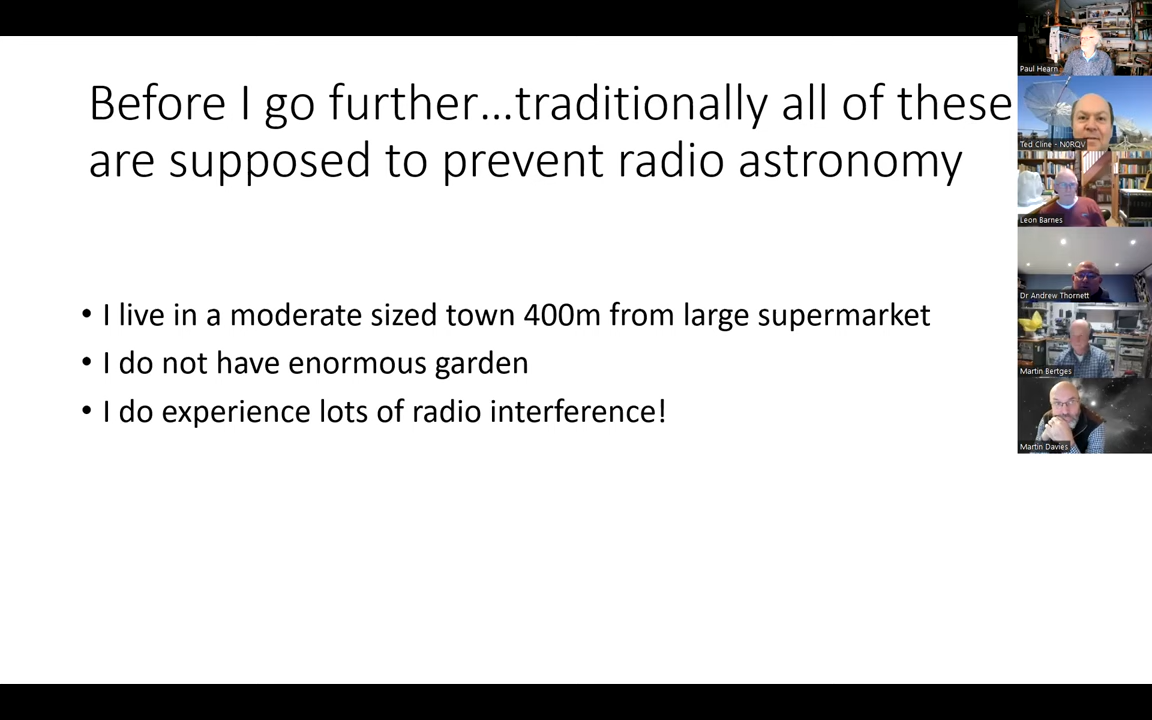 Before I go further...traditionally all of these
are supposed to prevent radio astronomy
• I live in a moderate sized town 400m from large supermarket
• I do not have enormous garden
• I do experience lots of radio interference!
Paul Hearn
Ted Cline - N0RQV
Leon Barnes
Dr Andrew Thornett
Martin Bertges
Martin Davies